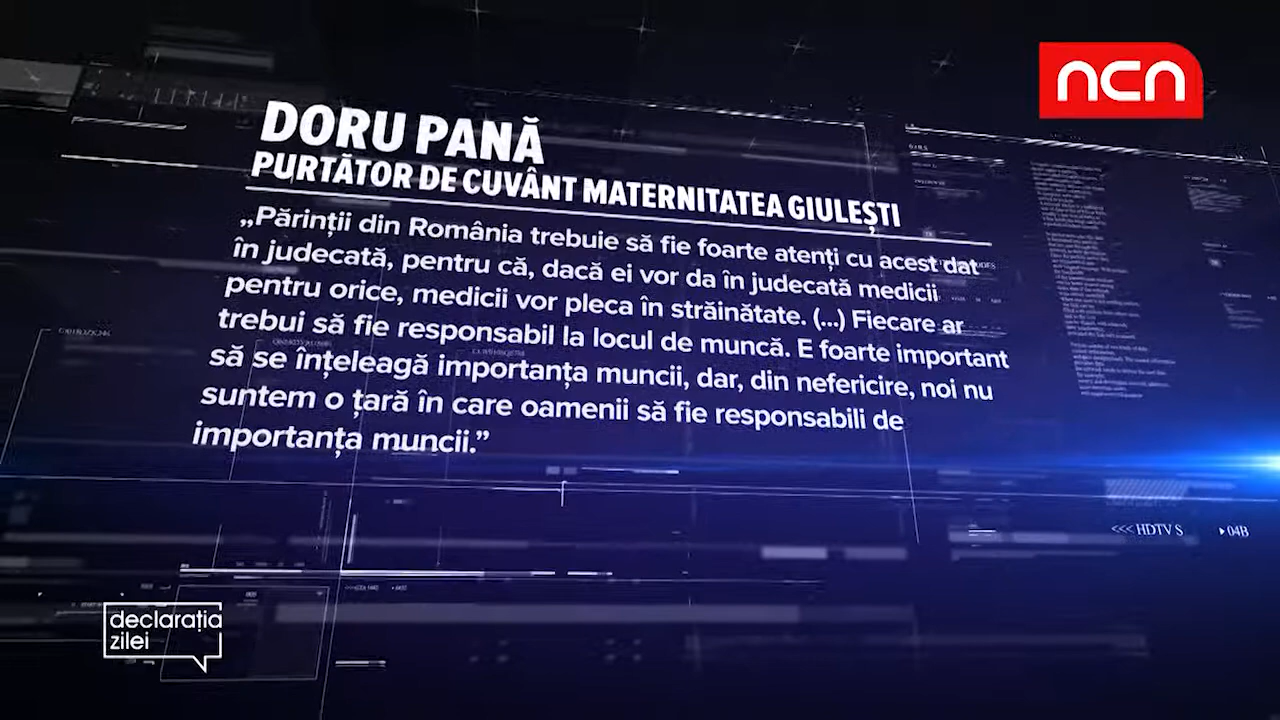 ncn
DORU PANĂ
PURTĂTOR DE CUVÂNT MATERNITATEA GIULEȘTI
„Părinții din România trebuie să fie foarte atenți cu acest dat
în judecată, pentru că, dacă ei vor da în judecată medicii
pentru orice, medicii vor pleca în străinătate. (...) Fiecare ar
trebui să fie responsabil la locul de muncă. E foarte important
să se înțeleagă importanța muncii, dar, din nefericire, noi nu
suntem o țară în care oamenii să fie responsabili de
importanța muncii.”
<<< HDTV S
04B
declarația
zilei